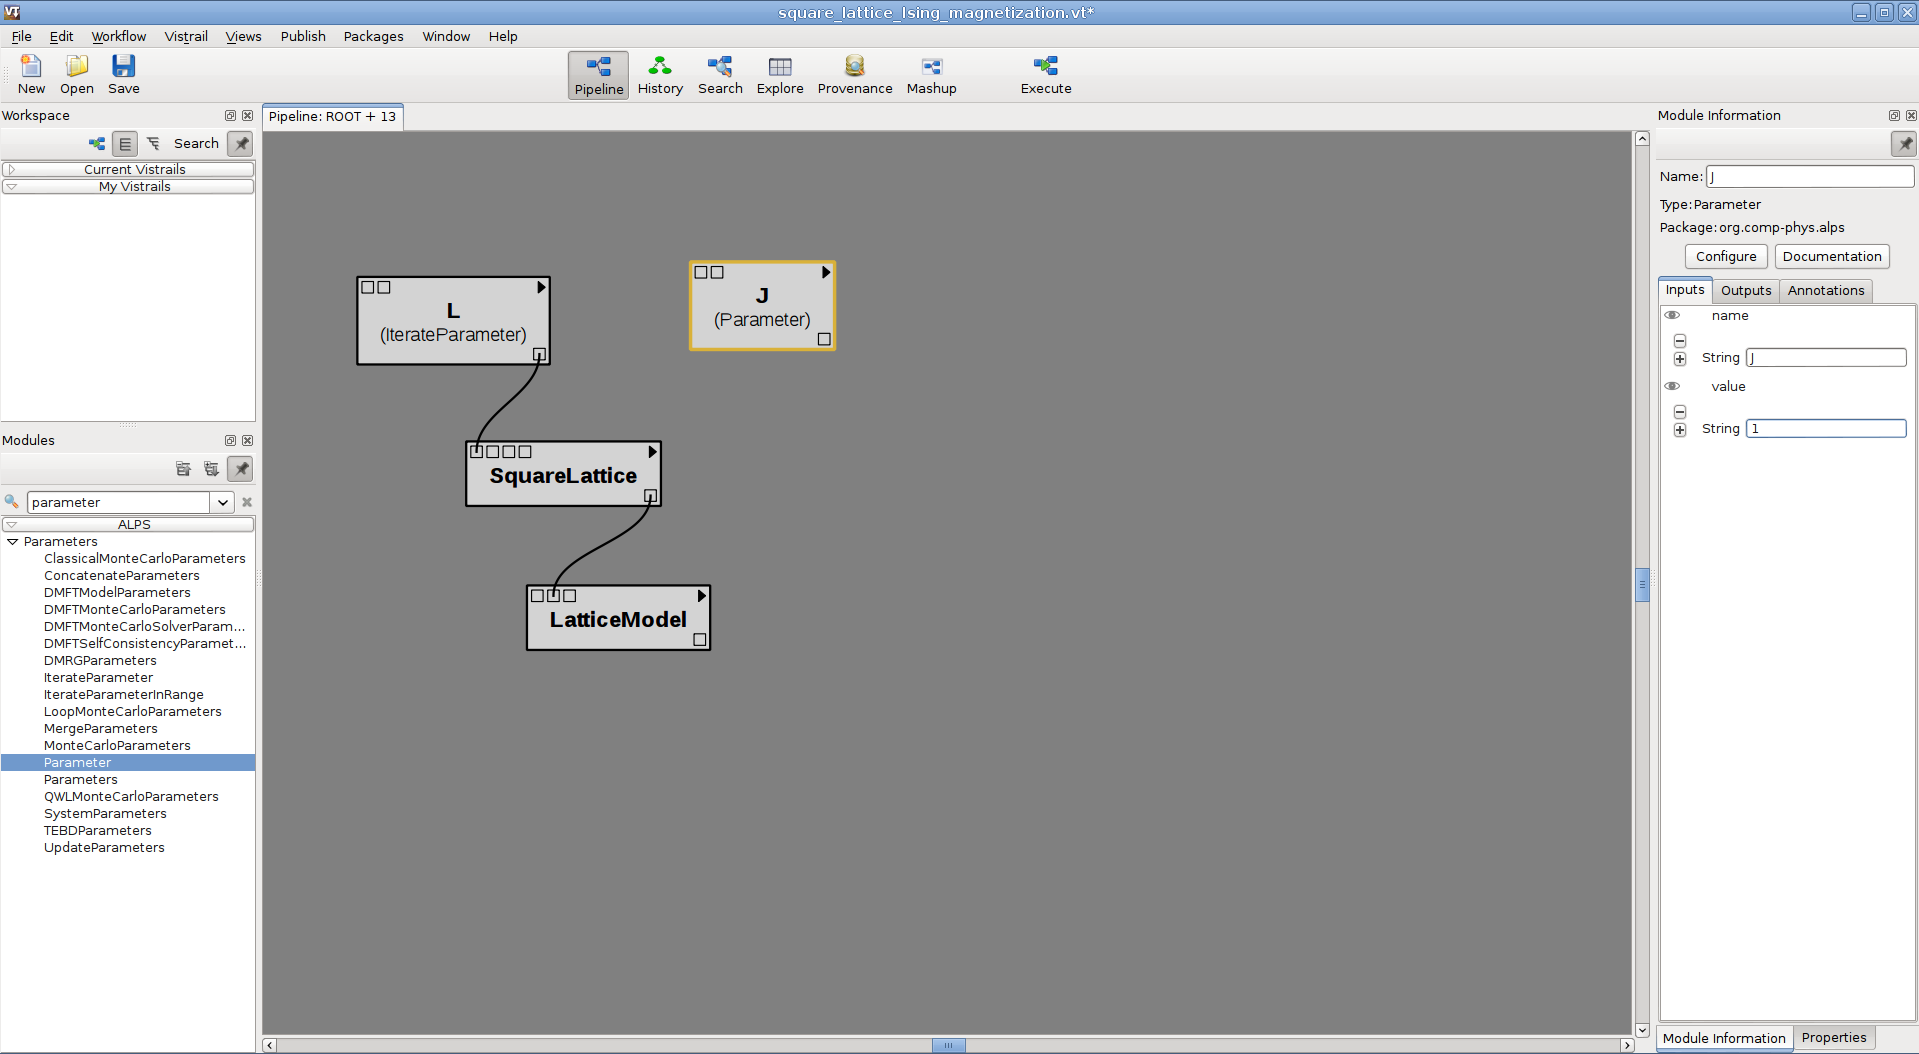 VT
square_lattice_Ising_magnetization.vt*
File Edit Workflow Vistrail Views Publish Packages Window Help
New Open Save Pipeline History Search Explore Provenance Mashup Execute
Workspace
Search
Current Vistrails
My Vistrails
Modules
parameter
ALPS
Parameters
ClassicalMonteCarloParameters
ConcatenateParameters
DMFTModelParameters
DMFTMonteCarloParameters
DMFTMonteCarloSolverParam...
DMFTSelfConsistencyParamet...
DMRGParameters
IterateParameter
IterateParameterInRange
LoopMonteCarloParameters
MergeParameters
MonteCarloParameters
Parameter
Parameters
QWLMonteCarloParameters
SystemParameters
TEBDParameters
UpdateParameters
Pipeline: ROOT + 13
L
(IterateParameter)
J
(Parameter)
SquareLattice
LatticeModel
Module Information
Name: J
Type: Parameter
Package: org.comp-phys.alps
Configure Documentation
Inputs Outputs Annotations
name
String J
value
String 1
Module Information Properties